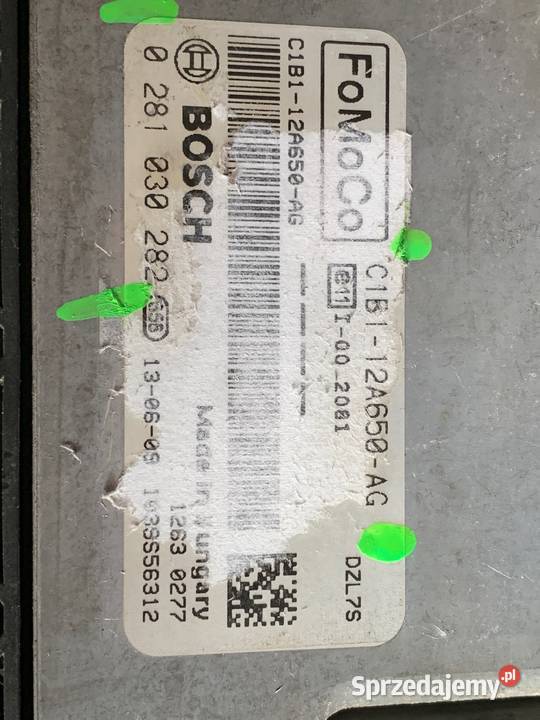 FoMoCo
C1B1-12A650-AG
e11 I-00 2081
DZL7S
C1B1-12A650-AG
BOSCH
Made in Hungary
1263 0277
0 281 030 282
13-06-09
Sprzedajemy.pl